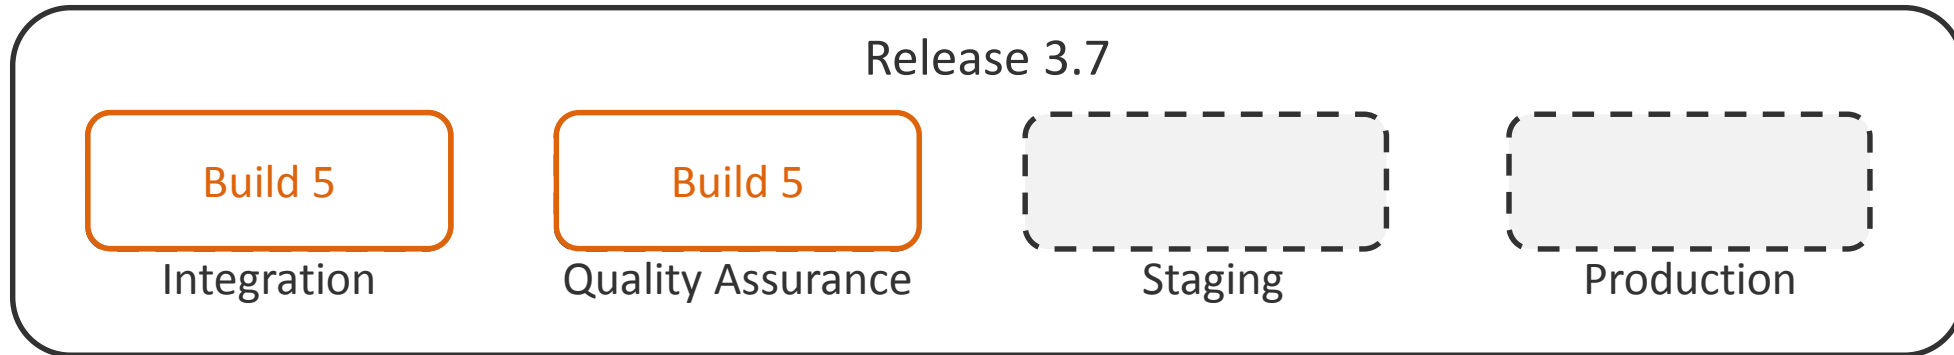 Release 3.7
Build 5
Build 5
Integration
Quality Assurance
Staging
Production